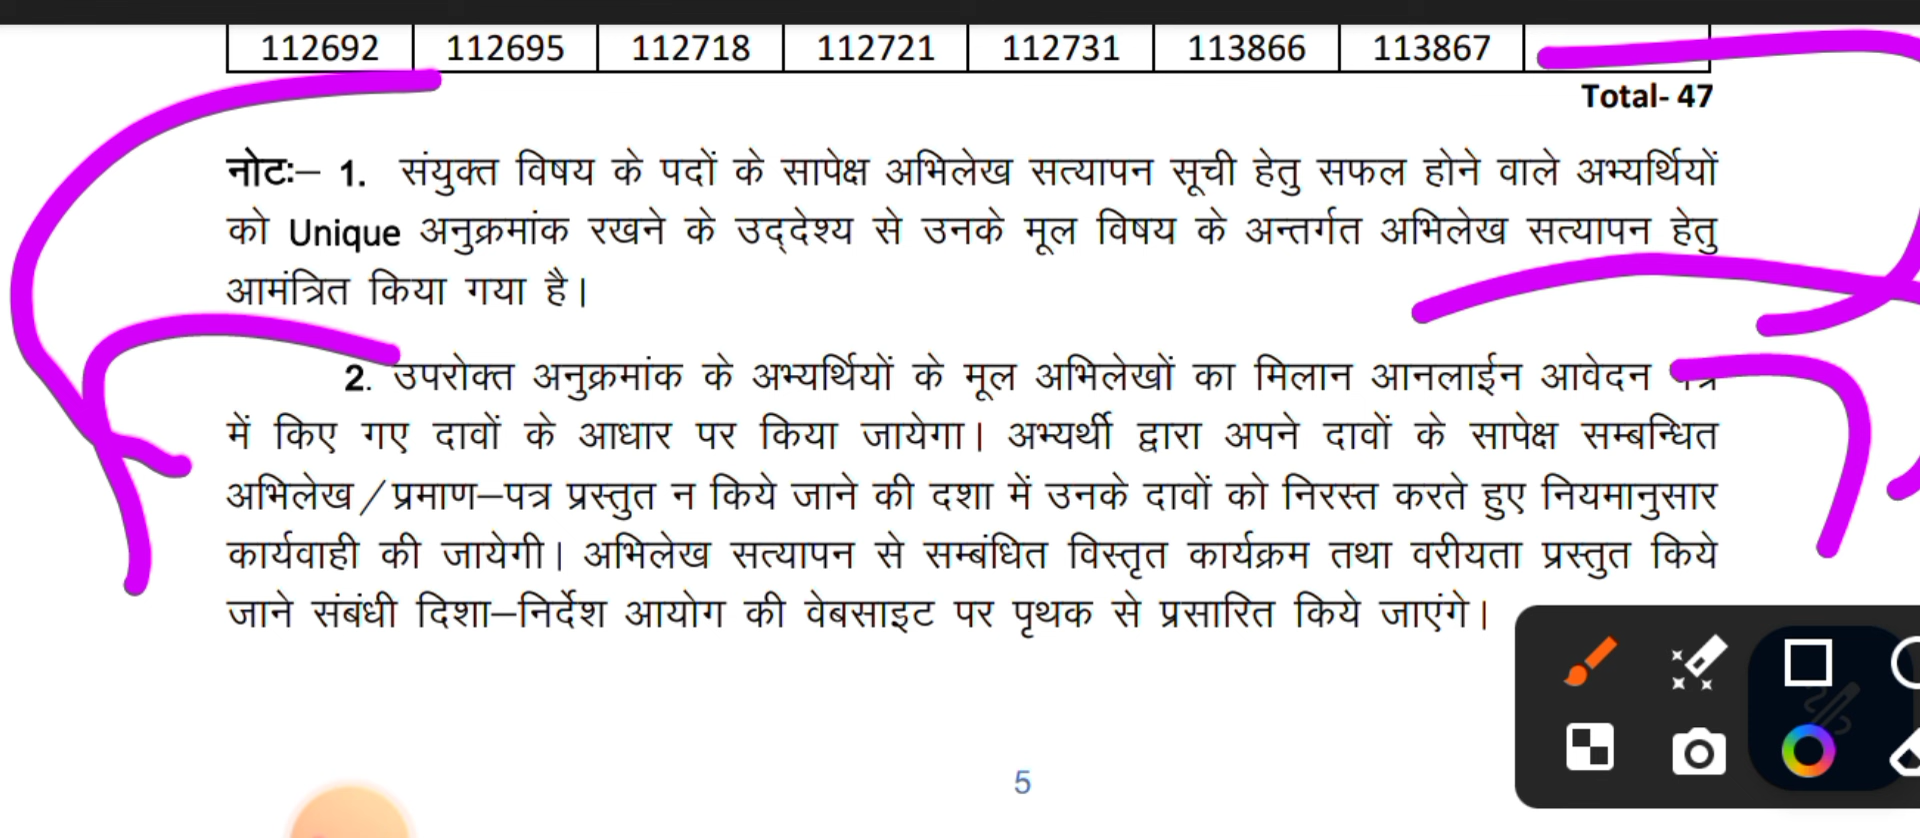 112692 112695 112718 112721 112731 113866 113867
Total- 47
नोटः– 1. संयुक्त विषय के पदों के सापेक्ष अभिलेख सत्यापन सूची हेतु सफल होने वाले अभ्यर्थियों
को Unique अनुक्रमांक रखने के उद्देश्य से उनके मूल विषय के अन्तर्गत अभिलेख सत्यापन हेतु
आमंत्रित किया गया है।
2. उपरोक्त अनुक्रमांक के अभ्यर्थियों के मूल अभिलेखों का मिलान आनलाईन आवेदन
में किए गए दावों के आधार पर किया जायेगा। अभ्यर्थी द्वारा अपने दावों के सापेक्ष सम्बन्धित
अभिलेख/प्रमाण–पत्र प्रस्तुत न किये जाने की दशा में उनके दावों को निरस्त करते हुए नियमानुसार
कार्यवाही की जायेगी। अभिलेख सत्यापन से सम्बंधित विस्तृत कार्यक्रम तथा वरीयता प्रस्तुत किये
जाने संबंधी दिशा–निर्देश आयोग की वेबसाइट पर पृथक से प्रसारित किये जाएंगे।
5